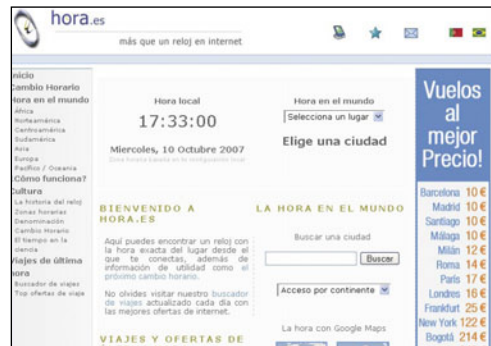 hora.es
más que un reloj en internet
Inicio
Cambio Horario
Hora en el mundo
África
Norteamérica
Centroamérica
Sudamérica
Asia
Europa
Pacífico / Oceanía
¿Cómo funciona?
Cultura
La historia del reloj
Zonas horarias
Denominación
Cambio Horario
El tiempo en la
ciencia
Viajes de última
hora
Buscador de viajes
Top ofertas de viaje
Hora local
17:33:00
Miercoles, 10 Octubre 2007
Hora en el mundo
Selecciona un lugar
Elige una ciudad
BIENVENIDO A
HORA.ES
Aquí puedes encontrar un reloj con
la hora exacta del lugar desde el
que te conectas, además de
información de utilidad como el
próximo cambio horario.
No olvides visitar nuestro buscador
de viajes actualizado cada día con
las mejores ofertas de internet.
VIAJES Y OFERTAS DE
LA HORA EN EL MUNDO
Buscar una ciudad
Buscar
Acceso por continente
La hora con Google Maps
Vuelos
al
mejor
Precio!
Barcelona 10 €
Madrid 10 €
Santiago 10 €
Málaga 10 €
Milán 12 €
Roma 14 €
París 17 €
Londres 16 €
Frankfurt 25 €
New York 122 €
Bogotá 214 €